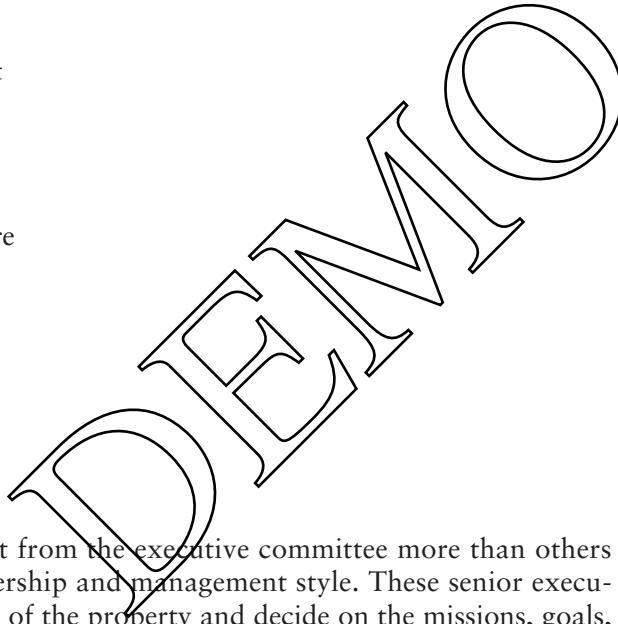 DEMO
t from the executive committee more than others
ership and management style. These senior execu-
of the property and decide on the missions, goals,